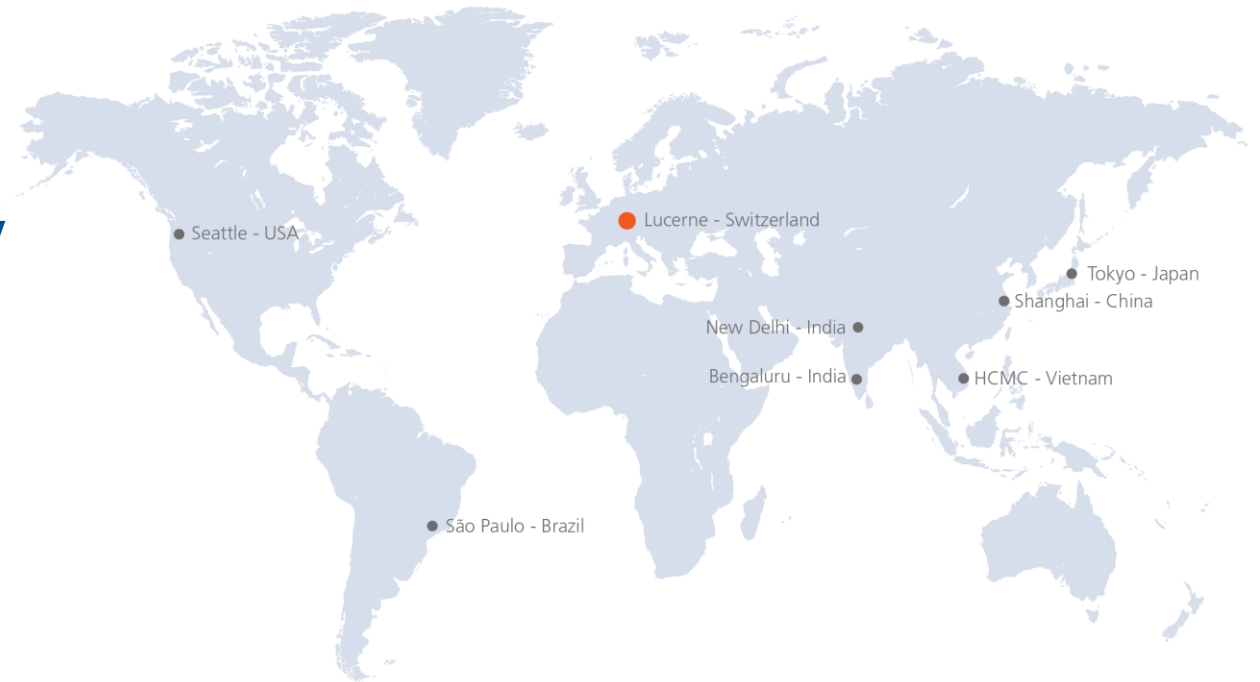 Lucerne - Switzerland
Seattle - USA
Tokyo - Japan
Shanghai - China
New Delhi - India
Bengaluru - India
HCMC - Vietnam
São Paulo - Brazil